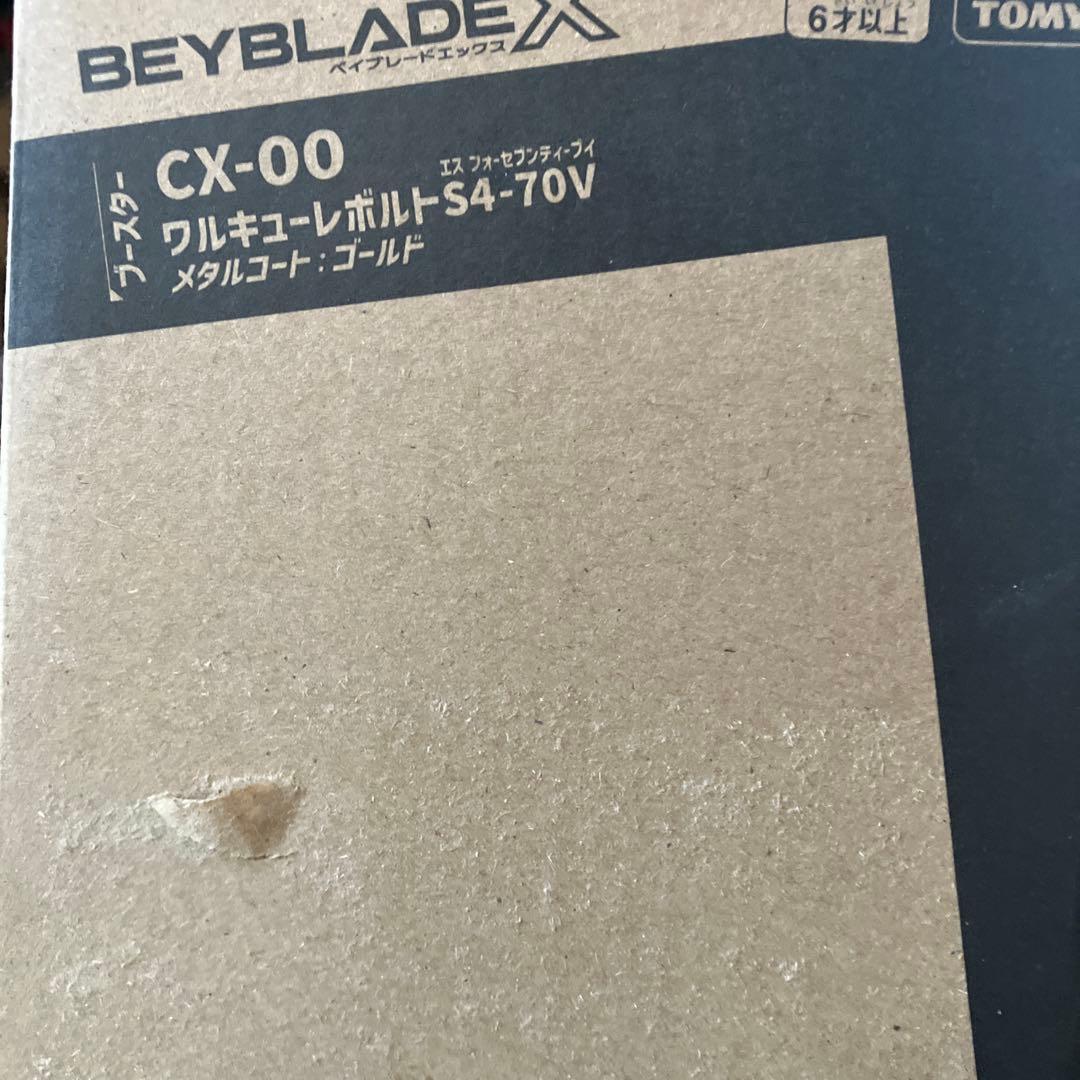 BEYBLADE X
ベイブレードエックス
6才以上
TOMY
ブースター
CX-00
エス フォーセブンティーブイ
ワルキューレボルトS4-70V
メタルコート:ゴールド